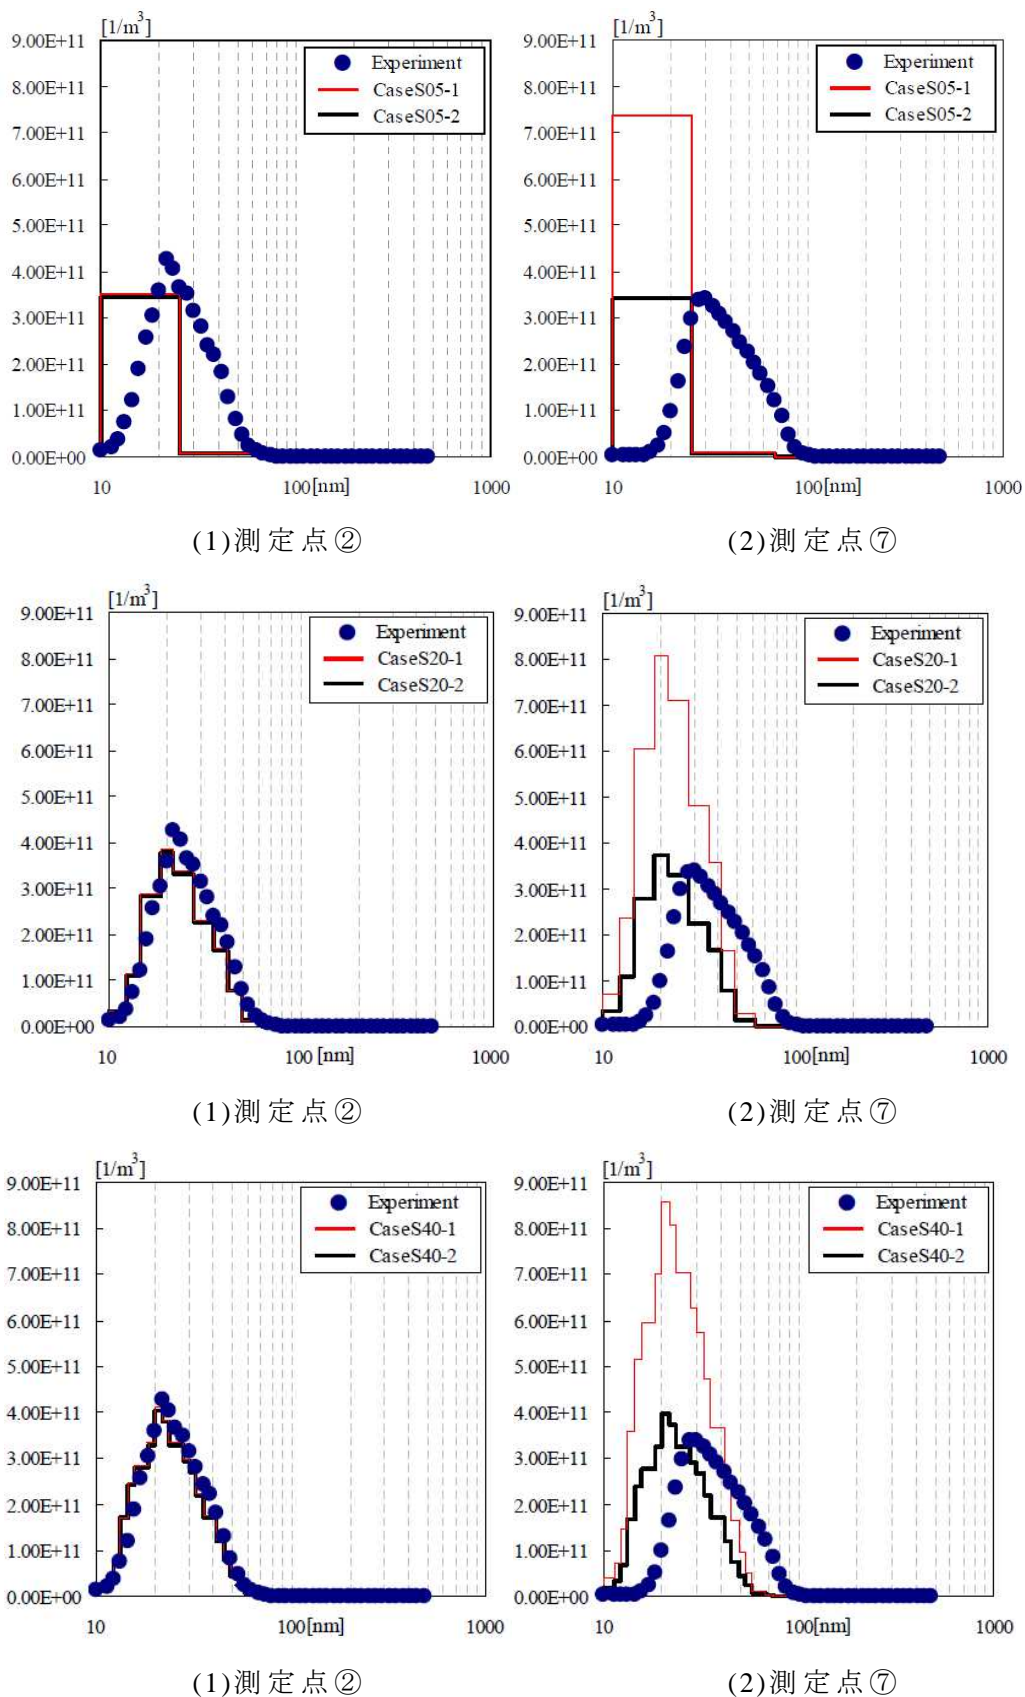 [1/m³]
9.00E+11
8.00E+11
7.00E+11
6.00E+11
5.00E+11
4.00E+11
3.00E+11
2.00E+11
1.00E+11
0.00E+00
Experiment
CaseS05-1
CaseS05-2
10 100[nm] 1000
(1)測定点②
[1/m³]
9.00E+11
8.00E+11
7.00E+11
6.00E+11
5.00E+11
4.00E+11
3.00E+11
2.00E+11
1.00E+11
0.00E+00
Experiment
CaseS05-1
CaseS05-2
10 100[nm] 1000
(2)測定点⑦
[1/m³]
9.00E+11
8.00E+11
7.00E+11
6.00E+11
5.00E+11
4.00E+11
3.00E+11
2.00E+11
1.00E+11
0.00E+00
Experiment
CaseS20-1
CaseS20-2
10 100 [nm] 1000
(1)測定点②
[1/m³]
9.00E+11
8.00E+11
7.00E+11
6.00E+11
5.00E+11
4.00E+11
3.00E+11
2.00E+11
1.00E+11
0.00E+00
Experiment
CaseS20-1
CaseS20-2
10 100[nm] 1000
(2)測定点⑦
[1/m³]
9.00E+11
8.00E+11
7.00E+11
6.00E+11
5.00E+11
4.00E+11
3.00E+11
2.00E+11
1.00E+11
0.00E+00
Experiment
CaseS40-1
CaseS40-2
10 100[nm] 1000
(1)測定点②
[1/m³]
9.00E+11
8.00E+11
7.00E+11
6.00E+11
5.00E+11
4.00E+11
3.00E+11
2.00E+11
1.00E+11
0.00E+00
Experiment
CaseS40-1
CaseS40-2
10 100[nm] 1000
(2)測定点⑦